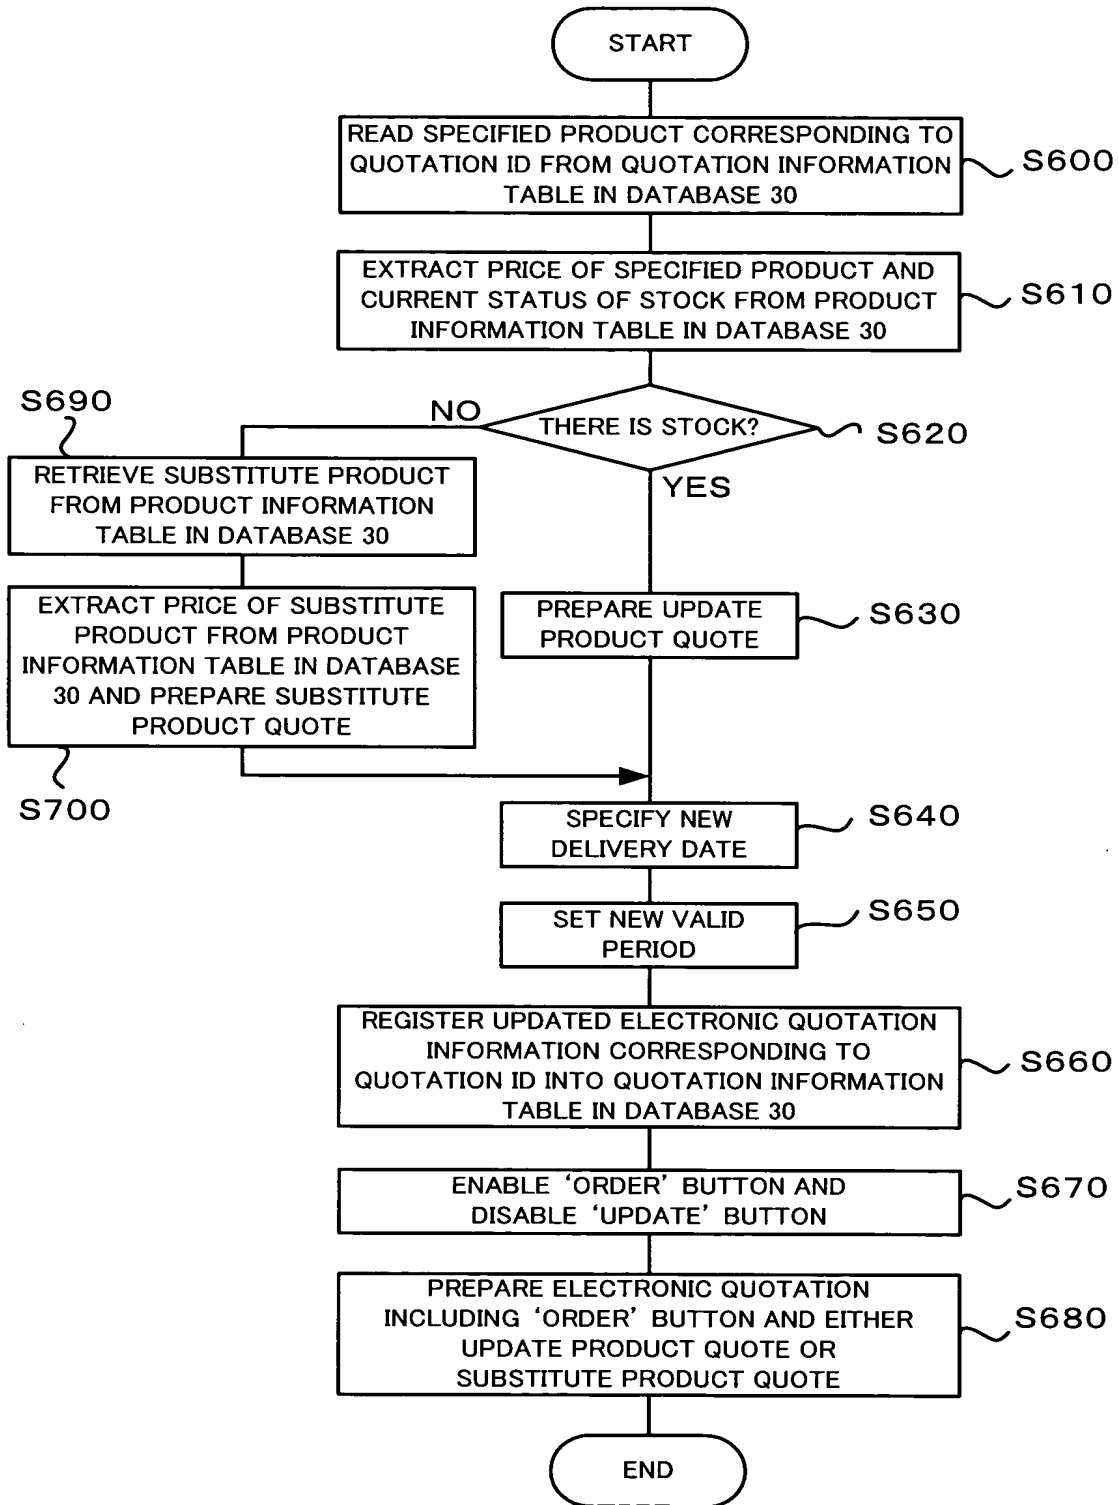 START
READ SPECIFIED PRODUCT CORRESPONDING TO
QUOTATION ID FROM QUOTATION INFORMATION
TABLE IN DATABASE 30
S600
EXTRACT PRICE OF SPECIFIED PRODUCT AND
CURRENT STATUS OF STOCK FROM PRODUCT
INFORMATION TABLE IN DATABASE 30
S610
THERE IS STOCK?
S620
NO
YES
S690
RETRIEVE SUBSTITUTE PRODUCT
FROM PRODUCT INFORMATION
TABLE IN DATABASE 30
EXTRACT PRICE OF SUBSTITUTE
PRODUCT FROM PRODUCT
INFORMATION TABLE IN DATABASE
30 AND PREPARE SUBSTITUTE
PRODUCT QUOTE
S700
PREPARE UPDATE
PRODUCT QUOTE
S630
SPECIFY NEW
DELIVERY DATE
S640
SET NEW VALID
PERIOD
S650
REGISTER UPDATED ELECTRONIC QUOTATION
INFORMATION CORRESPONDING TO
QUOTATION ID INTO QUOTATION INFORMATION
TABLE IN DATABASE 30
S660
ENABLE ‘ORDER’ BUTTON AND
DISABLE ‘UPDATE’ BUTTON
S670
PREPARE ELECTRONIC QUOTATION
INCLUDING ‘ORDER’ BUTTON AND EITHER
UPDATE PRODUCT QUOTE OR
SUBSTITUTE PRODUCT QUOTE
S680
END